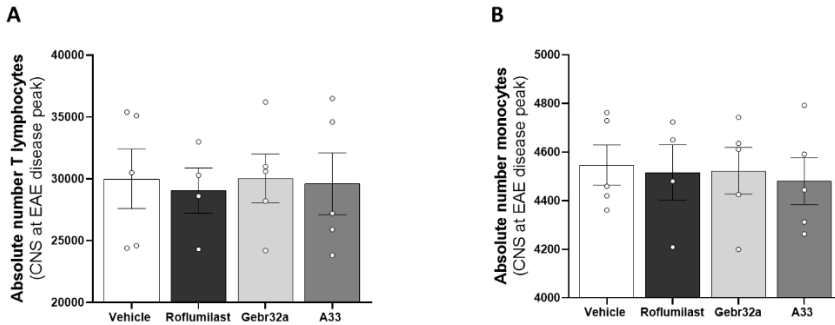 A
Absolute number T lymphocytes
(CNS at EAE disease peak)
40000
35000
30000
25000
20000
Vehicle Roflumilast Gebr32a A33
B
Absolute number monocytes
(CNS at EAE disease peak)
5000
4800
4600
4400
4200
4000
Vehicle Roflumilast Gebr32a A33